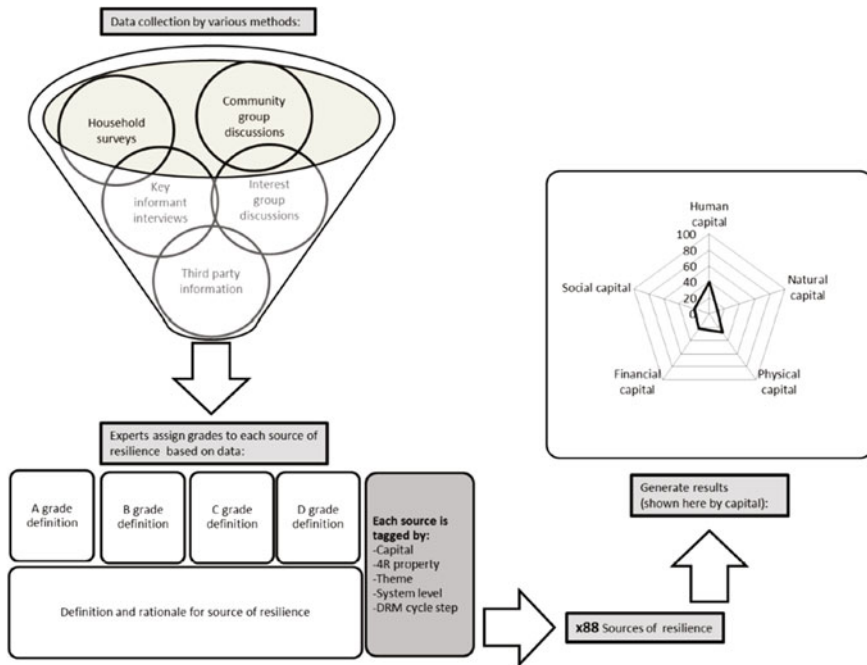 Data collection by various methods:
Household
surveys
Community
group
discussions
Key
informant
interviews
Interest
group
discussions
Third party
information
Experts assign grades to each source of
resilience based on data:
A grade
definition
B grade
definition
C grade
definition
D grade
definition
Each source is
tagged by:
-Capital
-4R property
-Theme
-System level
-DRM cycle step
Definition and rationale for source of resilience
x88 Sources of resilience
Generate results
(shown here by capital):
Human
capital
100
80
60
40
20
0
Natural
capital
Physical
capital
Financial
capital
Social capital